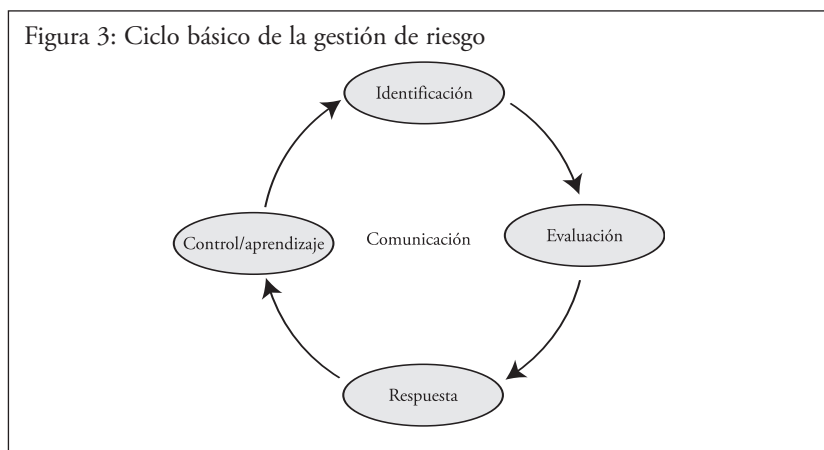 Figura 3: Ciclo básico de la gestión de riesgo
Identificación
Control/aprendizaje
Comunicación
Evaluación
Respuesta